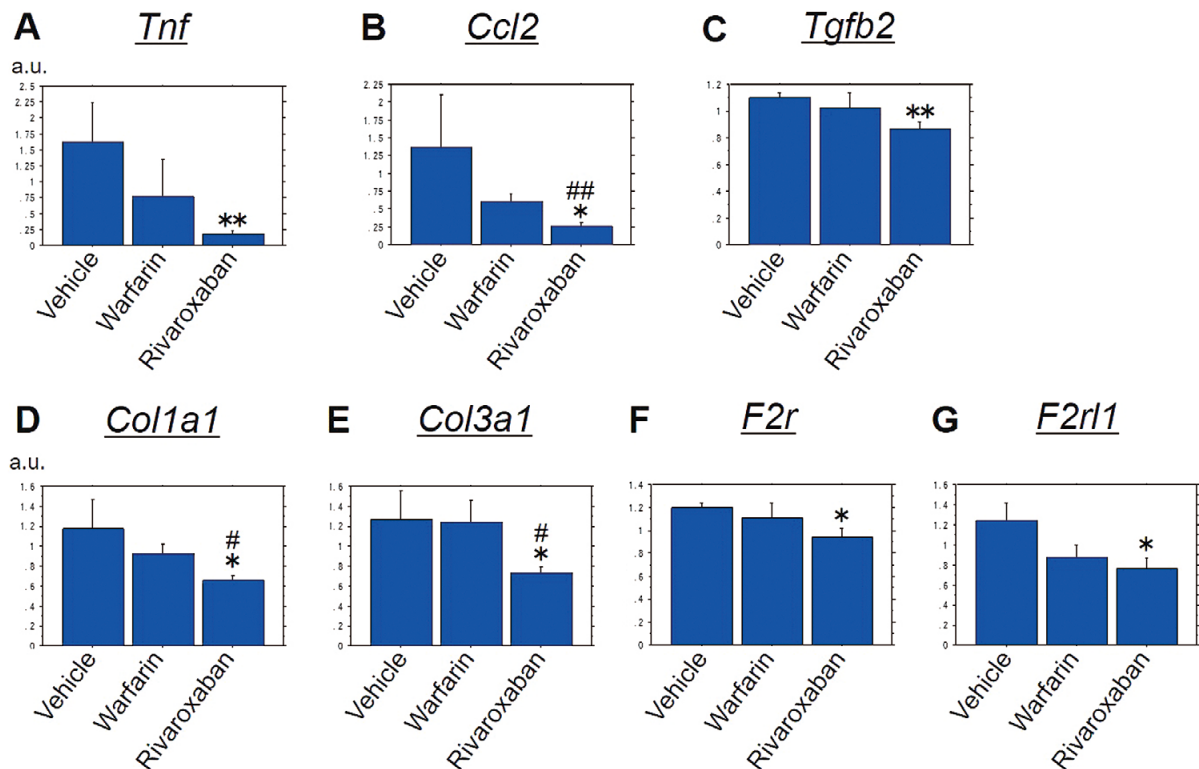 A Tnf
B Ccl2
C Tgfb2
a.u.
2.5
2.25
2
1.75
1.5
1.25
1
.75
.5
.25
0
**
Vehicle
Warfarin
Rivaroxaban
2.25
2
1.75
1.5
1.25
1
.75
.5
.25
0
##
*
Vehicle
Warfarin
Rivaroxaban
1.2
1
.8
.6
.4
.2
0
**
Vehicle
Warfarin
Rivaroxaban
D Col1a1
E Col3a1
F F2r
G F2rl1
a.u.
1.6
1.4
1.2
1
.8
.6
.4
.2
0
#
*
Vehicle
Warfarin
Rivaroxaban
1.6
1.4
1.2
1
.8
.6
.4
.2
0
#
*
Vehicle
Warfarin
Rivaroxaban
1.4
1.2
1
.8
.6
.4
.2
0
*
Vehicle
Warfarin
Rivaroxaban
1.6
1.4
1.2
1
.8
.6
.4
.2
0
*
Vehicle
Warfarin
Rivaroxaban